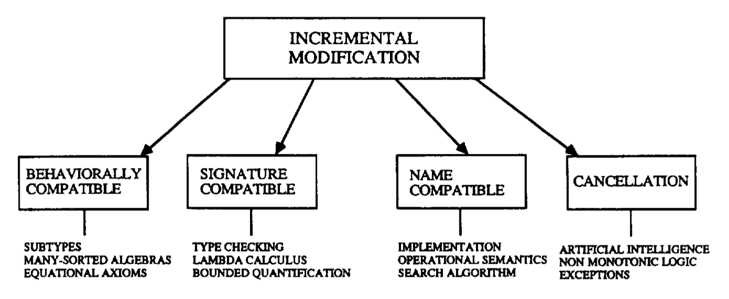 INCREMENTAL
MODIFICATION
BEHAVIORALLY
COMPATIBLE
SIGNATURE
COMPATIBLE
NAME
COMPATIBLE
CANCELLATION
SUBTYPES
MANY-SORTED ALGEBRAS
EQUATIONAL AXIOMS
TYPE CHECKING
LAMBDA CALCULUS
BOUNDED QUANTIFICATION
IMPLEMENTATION
OPERATIONAL SEMANTICS
SEARCH ALGORITHM
ARTIFICIAL INTELLIGENCE
NON MONOTONIC LOGIC
EXCEPTIONS